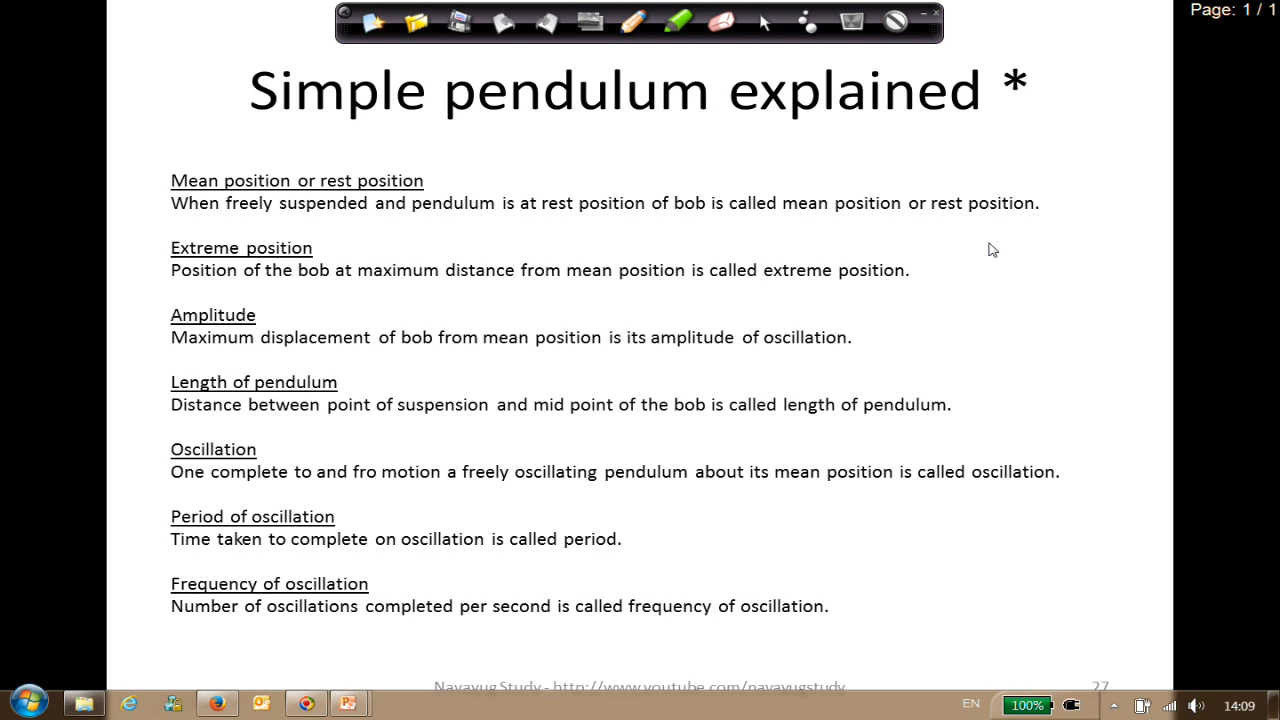 Page: 1 / 1
Simple pendulum explained *
Mean position or rest position
When freely suspended and pendulum is at rest position of bob is called mean position or rest position.
Extreme position
Position of the bob at maximum distance from mean position is called extreme position.
Amplitude
Maximum displacement of bob from mean position is its amplitude of oscillation.
Length of pendulum
Distance between point of suspension and mid point of the bob is called length of pendulum.
Oscillation
One complete to and fro motion a freely oscillating pendulum about its mean position is called oscillation.
Period of oscillation
Time taken to complete on oscillation is called period.
Frequency of oscillation
Number of oscillations completed per second is called frequency of oscillation.
Navayug Study - http://www.youtube.com/navayugstudy 27
EN 100% 14:09